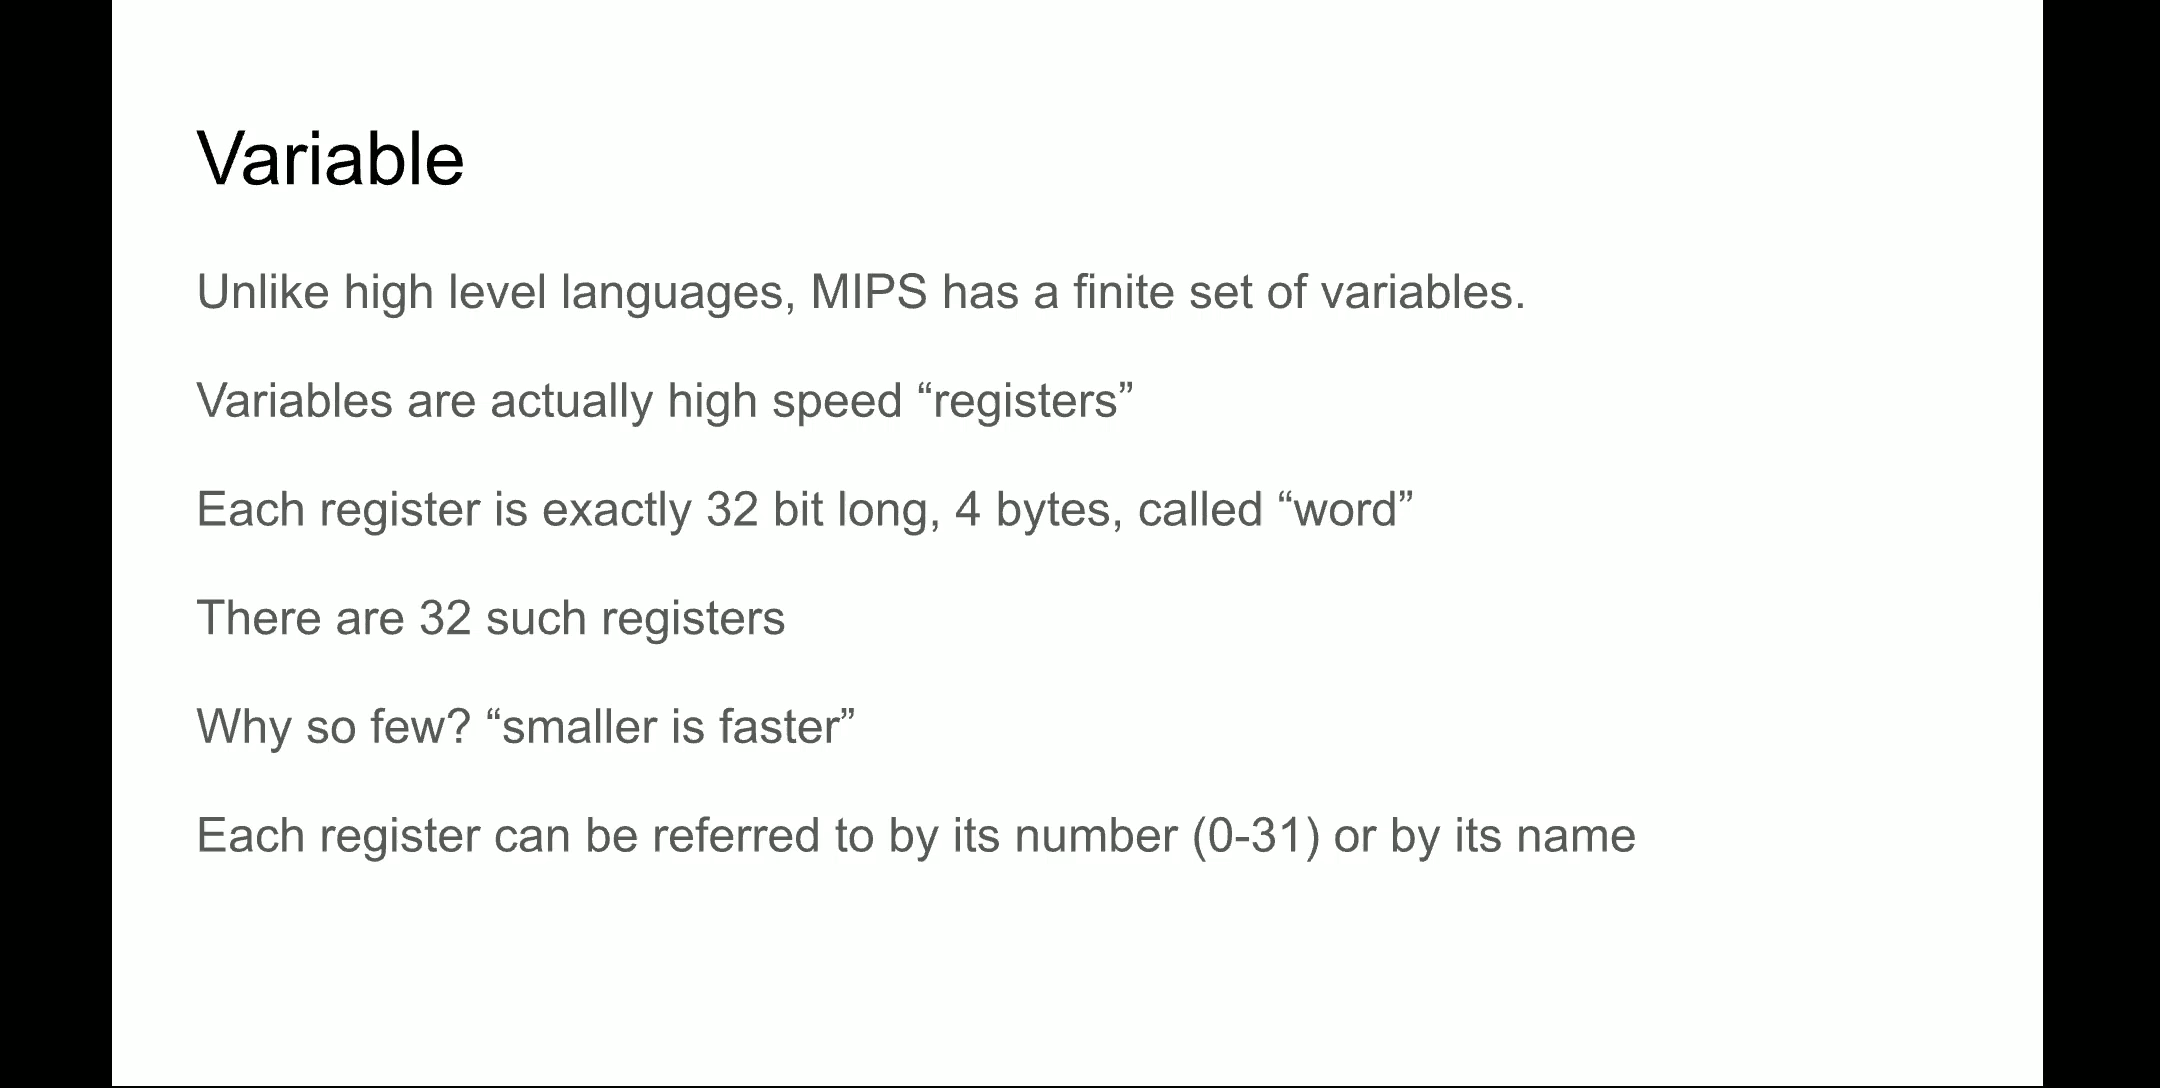 Variable
Unlike high level languages, MIPS has a finite set of variables.
Variables are actually high speed “registers”
Each register is exactly 32 bit long, 4 bytes, called “word”
There are 32 such registers
Why so few? “smaller is faster”
Each register can be referred to by its number (0-31) or by its name